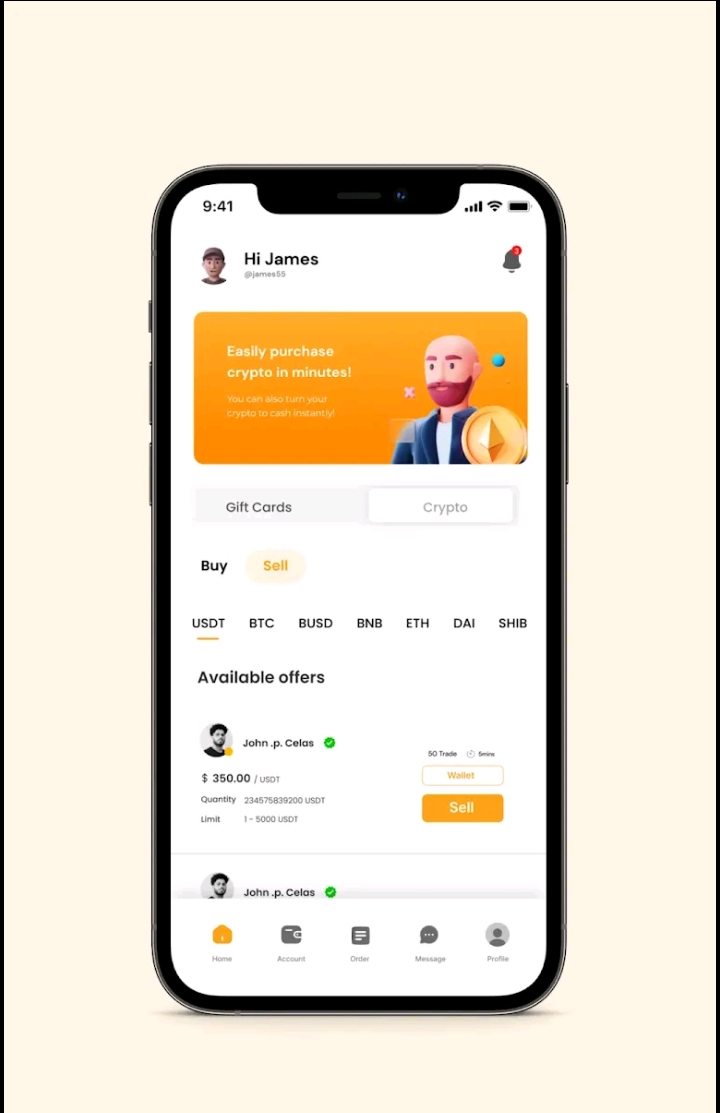 9:41
Hi James
@james55
3
Easily purchase
crypto in minutes!
You can also turn your
crypto to cash instantly!
Gift Cards
Crypto
Buy
Sell
USDT BTC BUSD BNB ETH DAI SHIB
Available offers
John .p. Celas
50 Trade 5mins
$ 350.00 / USDT
Wallet
Quantity 234575839200 USDT
Sell
Limit 1 - 5000 USDT
John .p. Celas
Home Account Order Message Profile